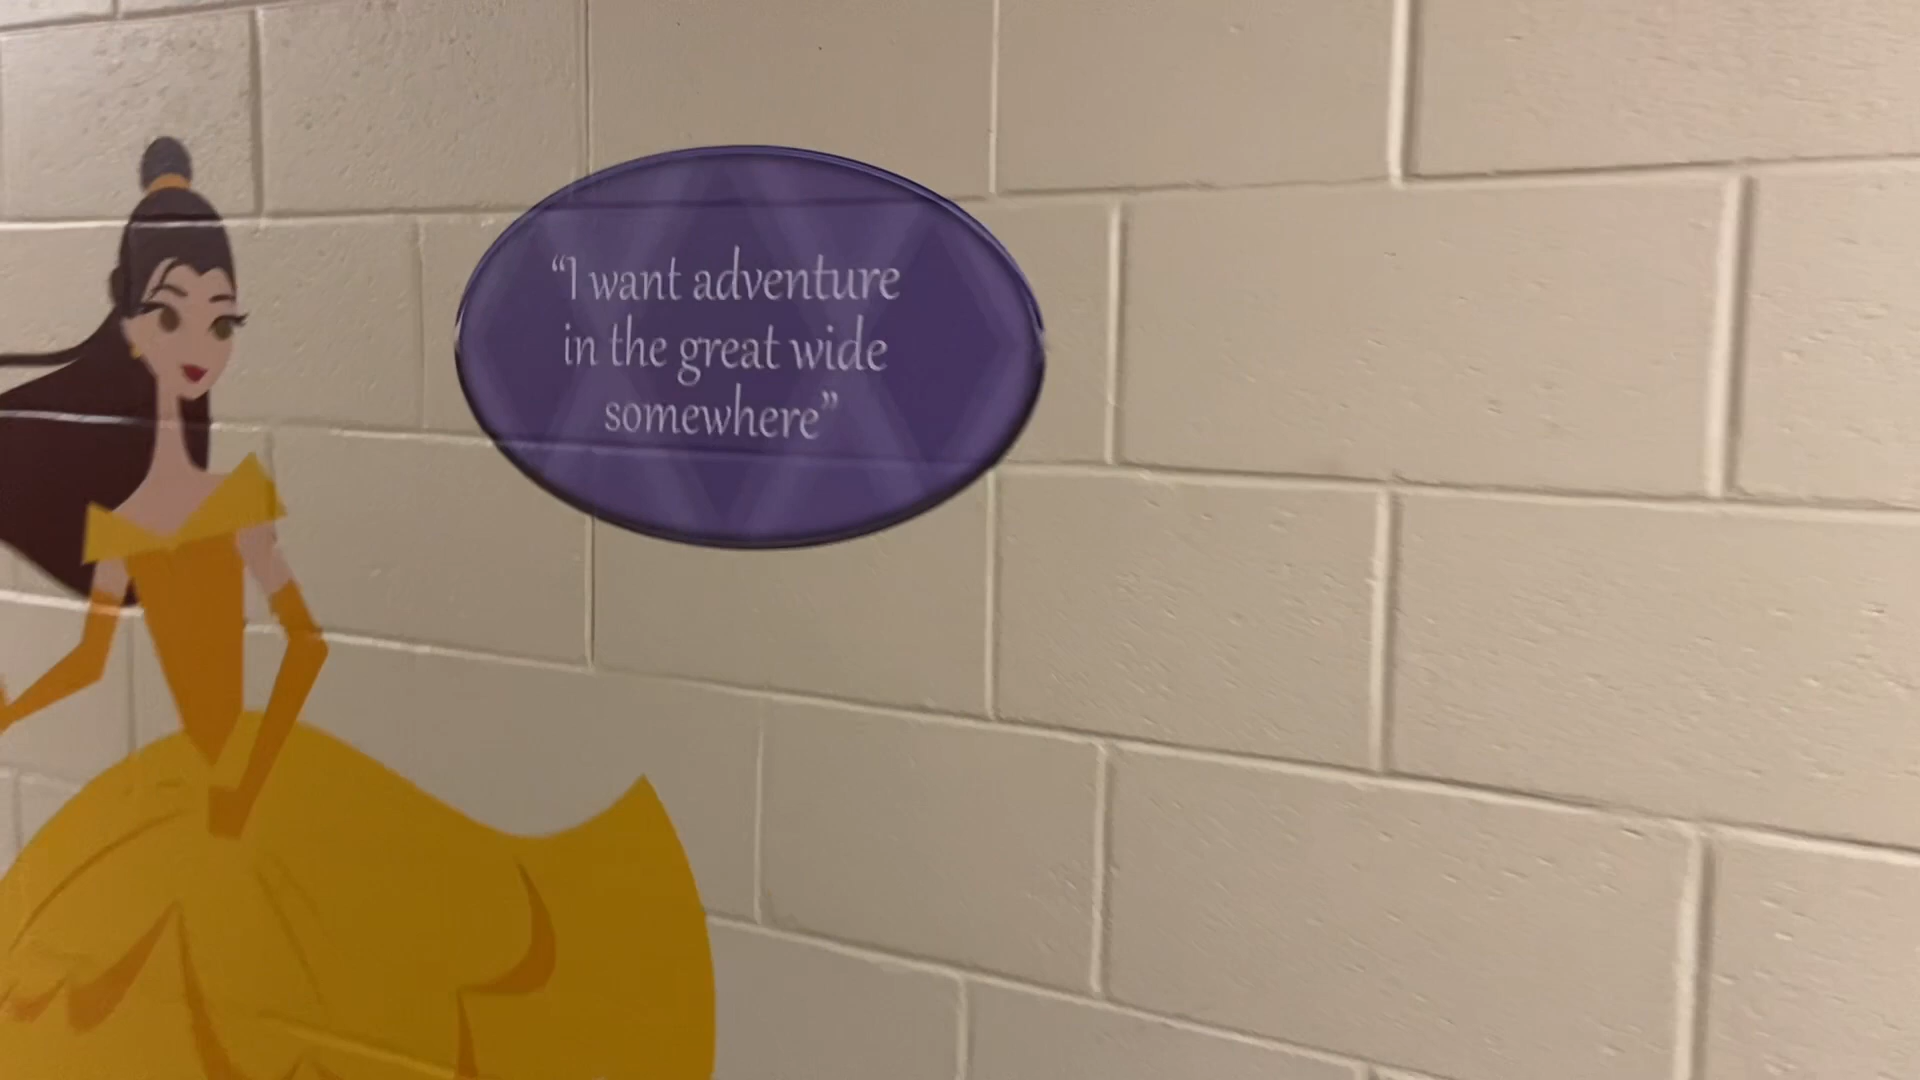 “I want adventure
in the great wide
somewhere”